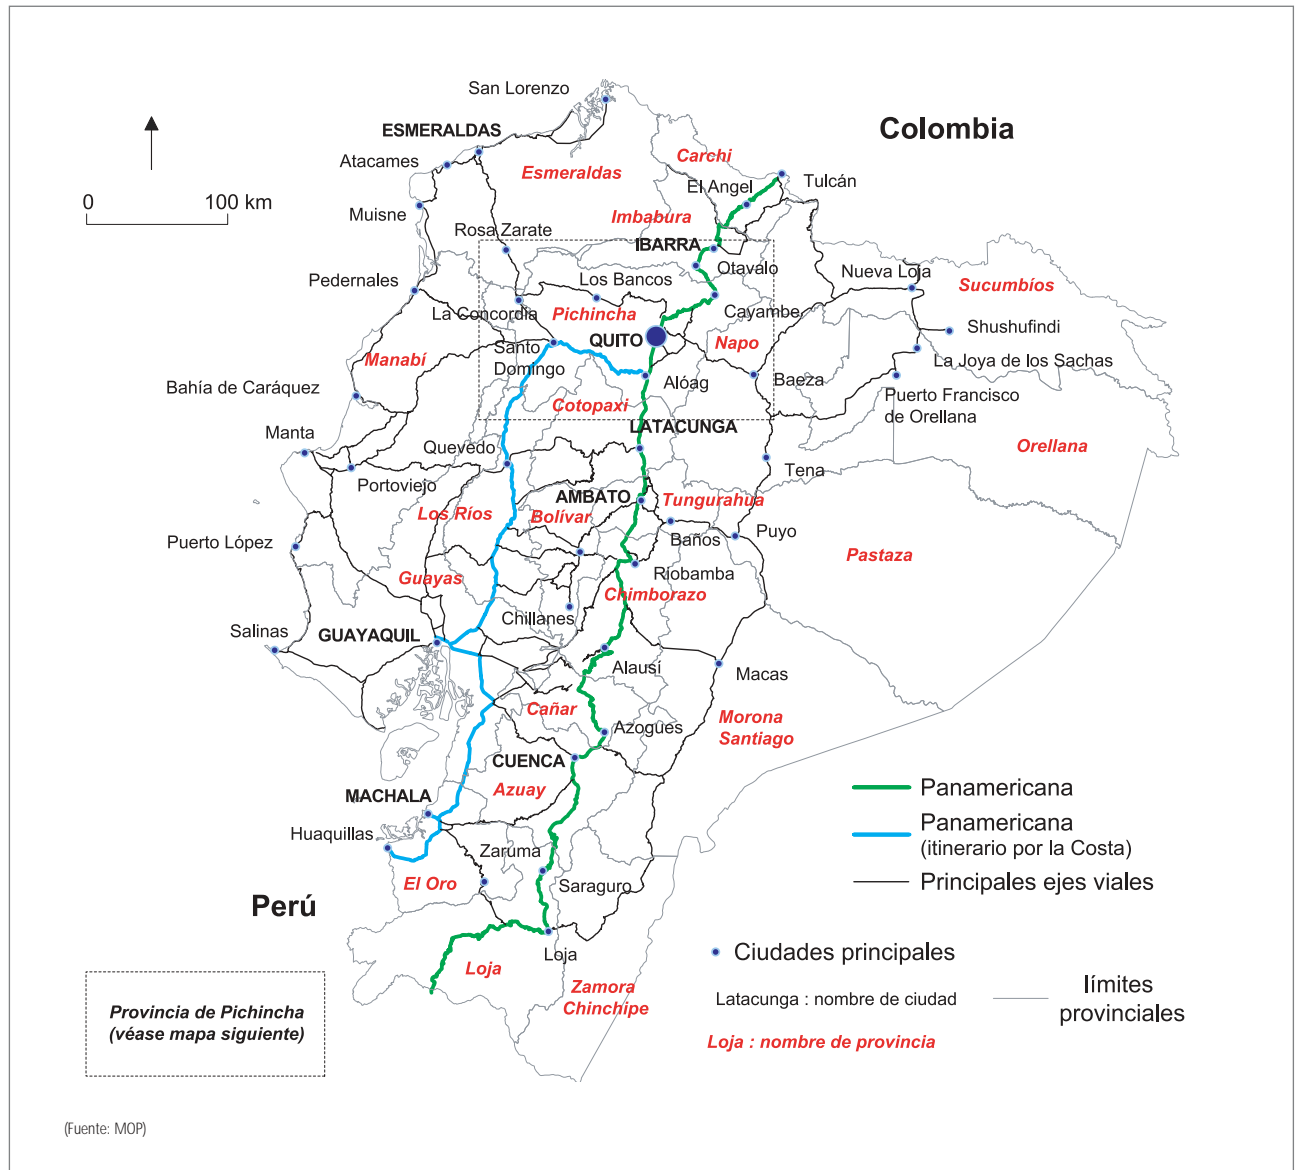 San Lorenzo
ESMERALDAS
Colombia
Carchi
Atacames
Esmeraldas
El Angel
Tulcán
0
100 km
Muisne
Imbabura
Rosa Zarate
IBARRA
Otavalo
Nueva Loja
Pedernales
Los Bancos
Sucumbíos
La Concordia
Pichincha
Cayambe
Shushufindi
QUITO
Napo
Manabí
Santo
Domingo
La Joya de los Sachas
Alóag
Baeza
Bahía de Caráquez
Puerto Francisco
de Orellana
Cotopaxi
Manta
LATACUNGA
Quevedo
Orellana
Portoviejo
Tena
AMBATO
Tungurahua
Los Ríos
Bolívar
Puerto López
Baños
Puyo
Pastaza
Guayas
Riobamba
Chimborazo
Chillanes
Salinas
GUAYAQUIL
Alausí
Macas
Cañar
Azogues
Morona
Santiago
CUENCA
Azuay
Panamericana
MACHALA
Panamericana
(itinerario por la Costa)
Huaquillas
Zaruma
El Oro
Saraguro
Principales ejes viales
Perú
Loja
Ciudades principales
Loja
Zamora
Chinchipe
Latacunga : nombre de ciudad
límites
provinciales
Provincia de Pichincha
(véase mapa siguiente)
Loja : nombre de provincia
(Fuente: MOP)